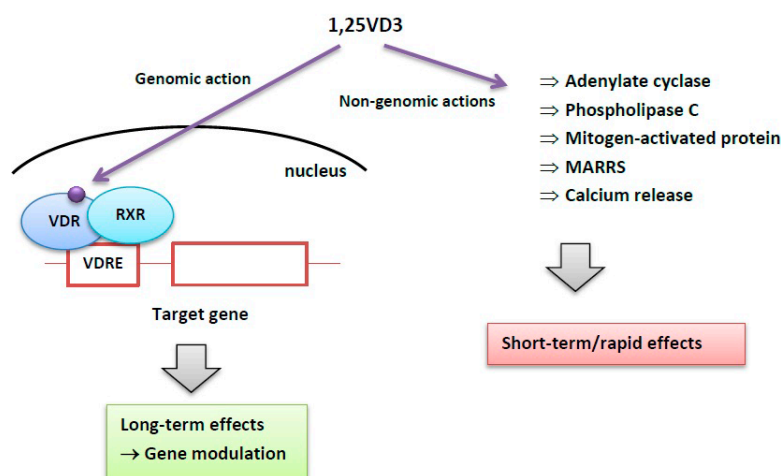 1,25VD3
Genomic action
Non-genomic actions
⇒ Adenylate cyclase
⇒ Phospholipase C
⇒ Mitogen-activated protein
⇒ MARRS
⇒ Calcium release
nucleus
VDR
RXR
VDRE
Target gene
Short-term/rapid effects
Long-term effects
→ Gene modulation